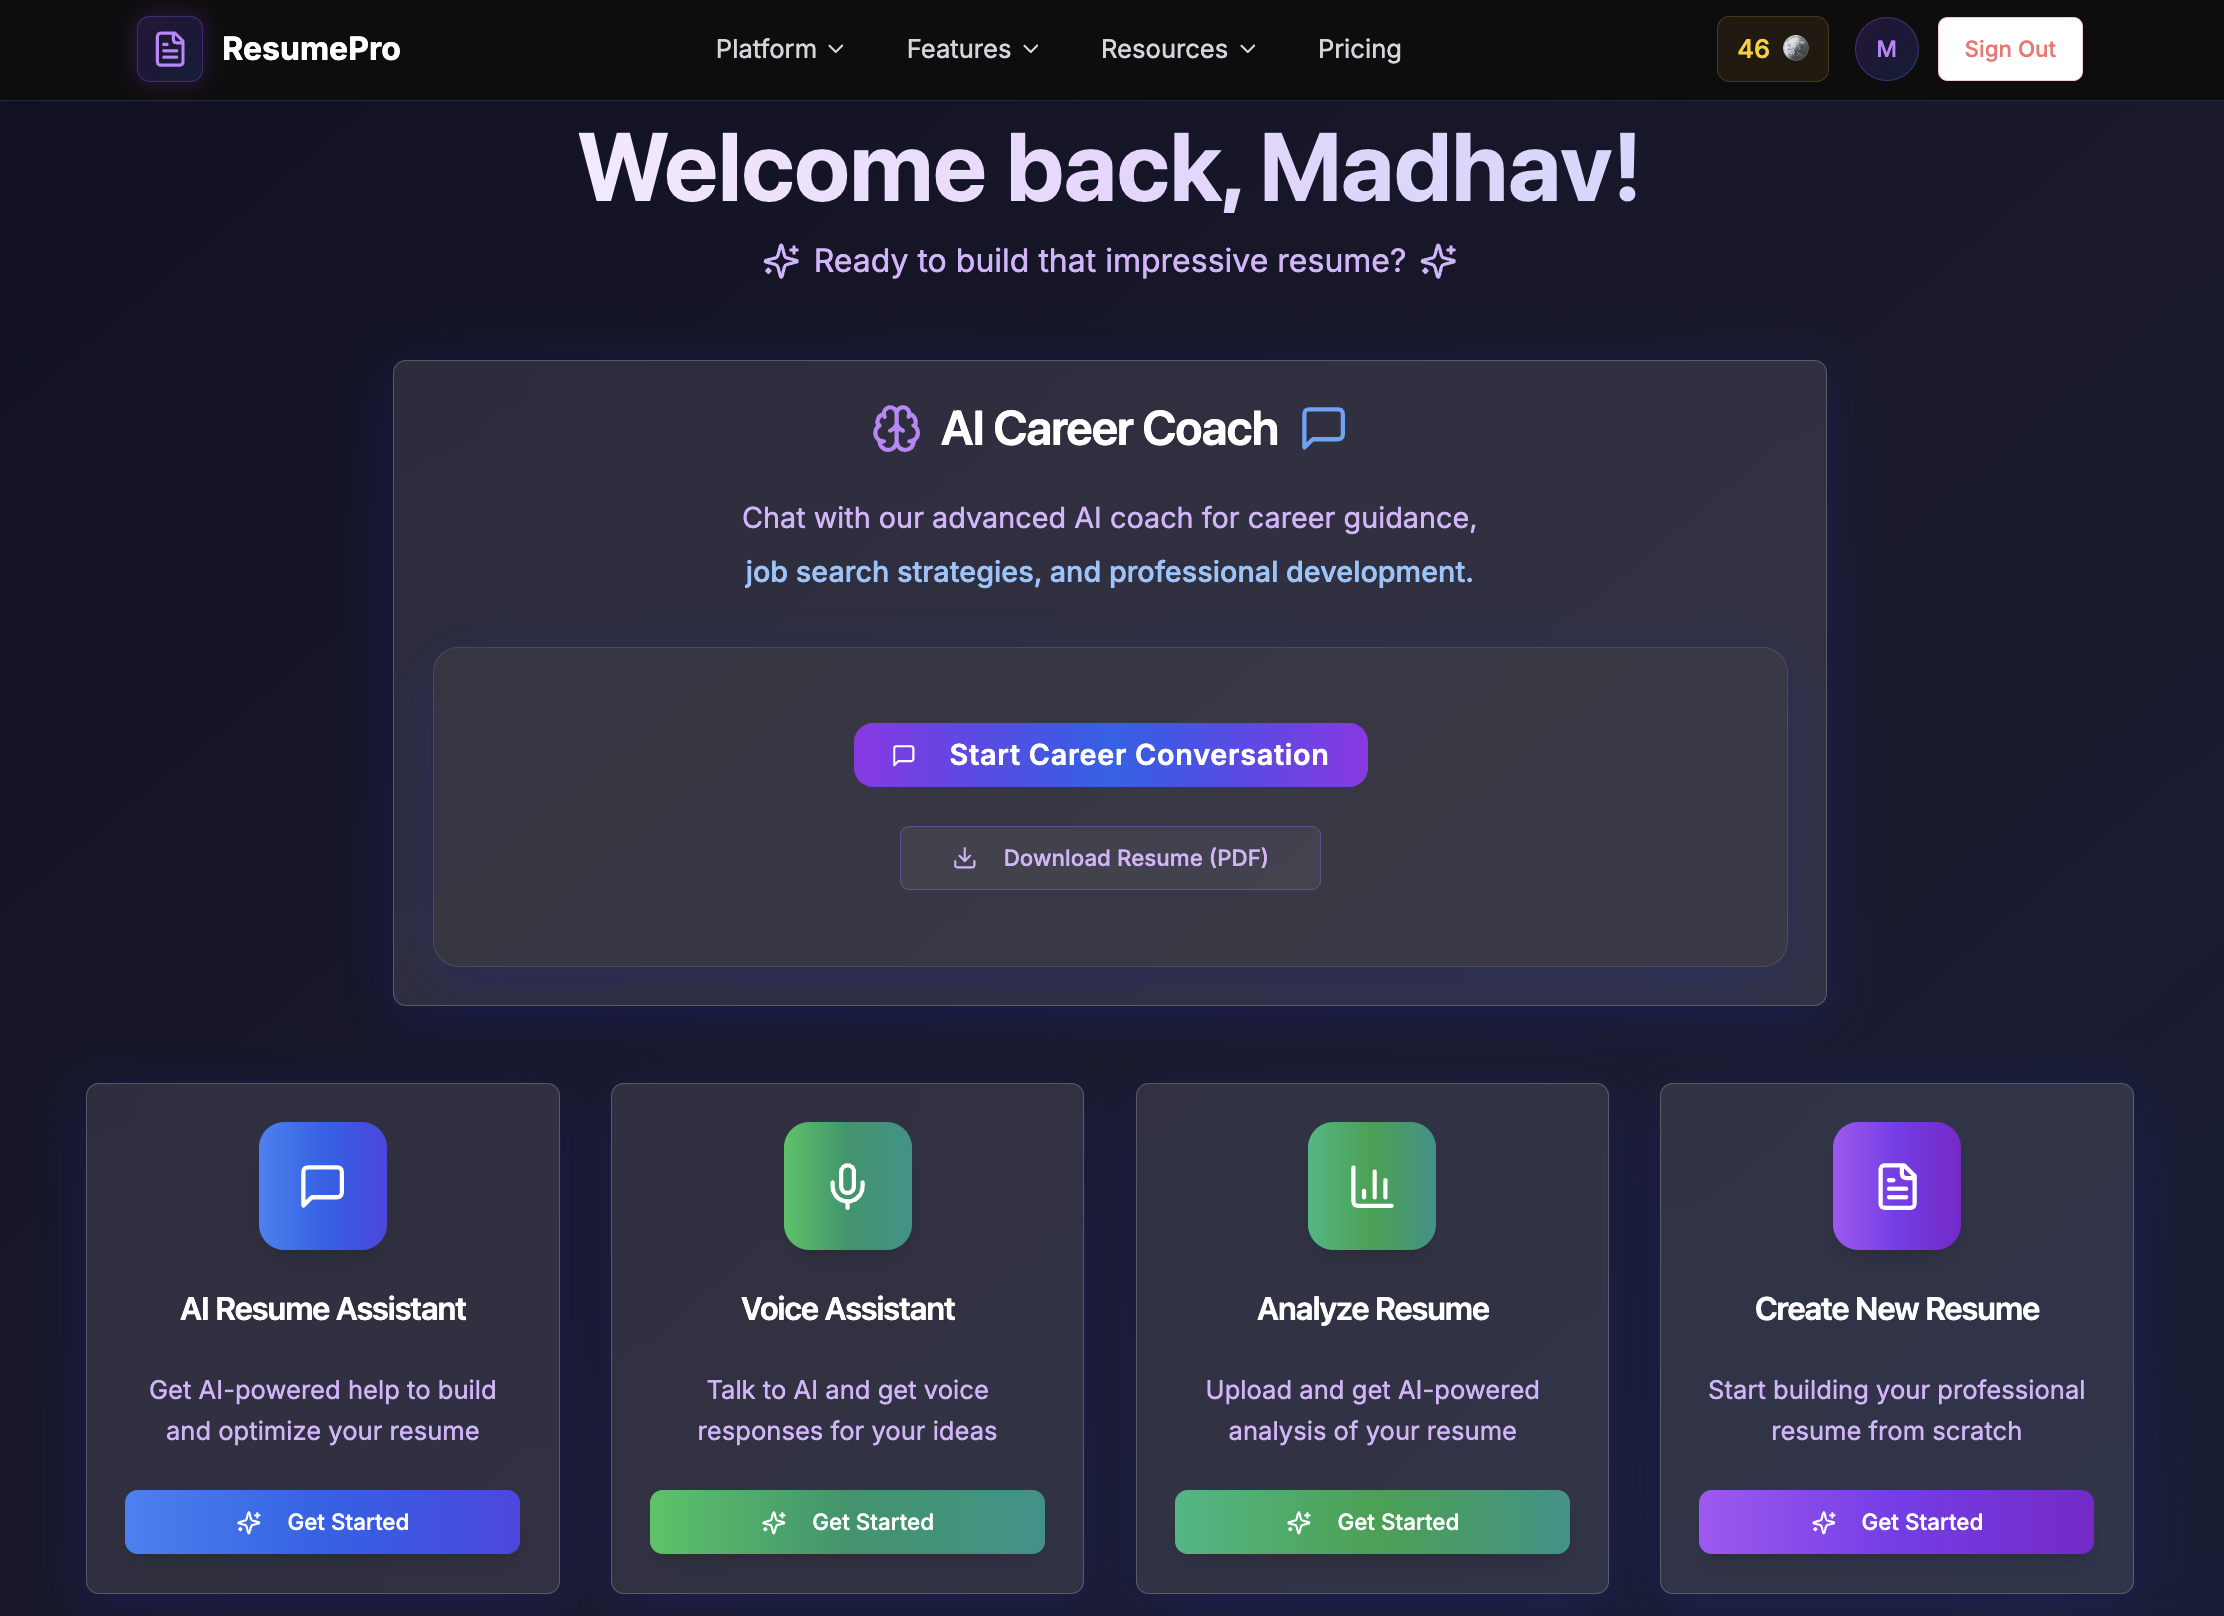 ResumePro
Platform
Features
Resources
Pricing
46
M
Sign Out
Welcome back, Madhav!
Ready to build that impressive resume?
AI Career Coach
Chat with our advanced AI coach for career guidance,
job search strategies, and professional development.
Start Career Conversation
Download Resume (PDF)
AI Resume Assistant
Get AI-powered help to build
and optimize your resume
Get Started
Voice Assistant
Talk to AI and get voice
responses for your ideas
Get Started
Analyze Resume
Upload and get AI-powered
analysis of your resume
Get Started
Create New Resume
Start building your professional
resume from scratch
Get Started